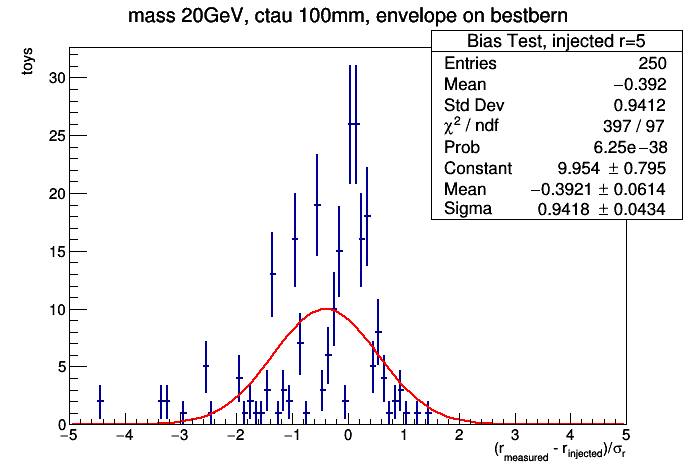 mass 20GeV, ctau 100mm, envelope on bestbern
toys
Bias Test, injected r=5
Entries 250
Mean −0.392
Std Dev 0.9412
χ² / ndf 397 / 97
Prob 6.25e−38
Constant 9.954 ± 0.795
Mean −0.3921 ± 0.0614
Sigma 0.9418 ± 0.0434
30
25
20
15
10
5
0
−5 −4 −3 −2 −1 0 1 2 3 4 5
(r_measured - r_injected)/σ_r